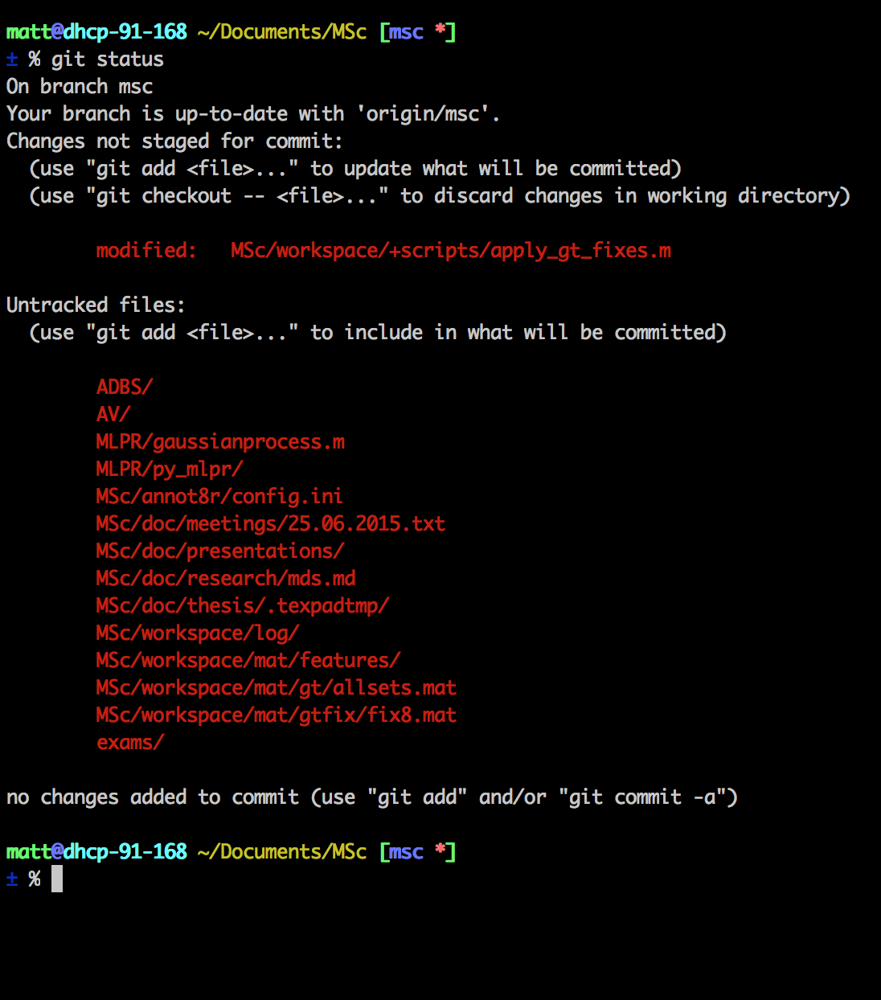 matt@dhcp-91-168 ~/Documents/MSc [msc *]
± % git status
On branch msc
Your branch is up-to-date with 'origin/msc'.
Changes not staged for commit:
  (use "git add <file>..." to update what will be committed)
  (use "git checkout -- <file>..." to discard changes in working directory)
        modified:   MSc/workspace/+scripts/apply_gt_fixes.m
Untracked files:
  (use "git add <file>..." to include in what will be committed)
        ADBS/
        AV/
        MLPR/gaussianprocess.m
        MLPR/py_mlpr/
        MSc/annot8r/config.ini
        MSc/doc/meetings/25.06.2015.txt
        MSc/doc/presentations/
        MSc/doc/research/mds.md
        MSc/doc/thesis/.texpadtmp/
        MSc/workspace/log/
        MSc/workspace/mat/features/
        MSc/workspace/mat/gt/allsets.mat
        MSc/workspace/mat/gtfix/fix8.mat
        exams/
no changes added to commit (use "git add" and/or "git commit -a")
matt@dhcp-91-168 ~/Documents/MSc [msc *]
± %